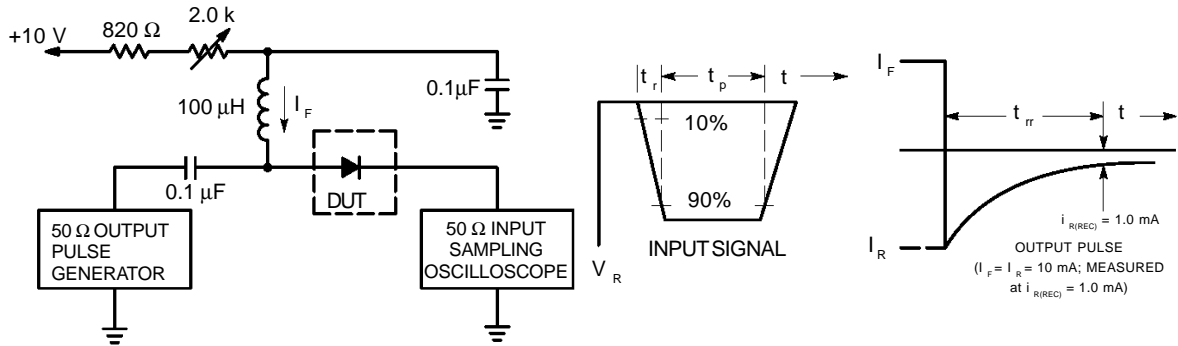 +10 V
820 Ω
2.0 k
100 μH
I F
0.1μF
0.1 μF
DUT
50 Ω OUTPUT
PULSE
GENERATOR
50 Ω INPUT
SAMPLING
OSCILLOSCOPE
t r
t p
t
10%
90%
V R
INPUT SIGNAL
I F
t rr
t
I R
i R(REC) = 1.0 mA
OUTPUT PULSE
(I F = I R = 10 mA; MEASURED
at i R(REC) = 1.0 mA)